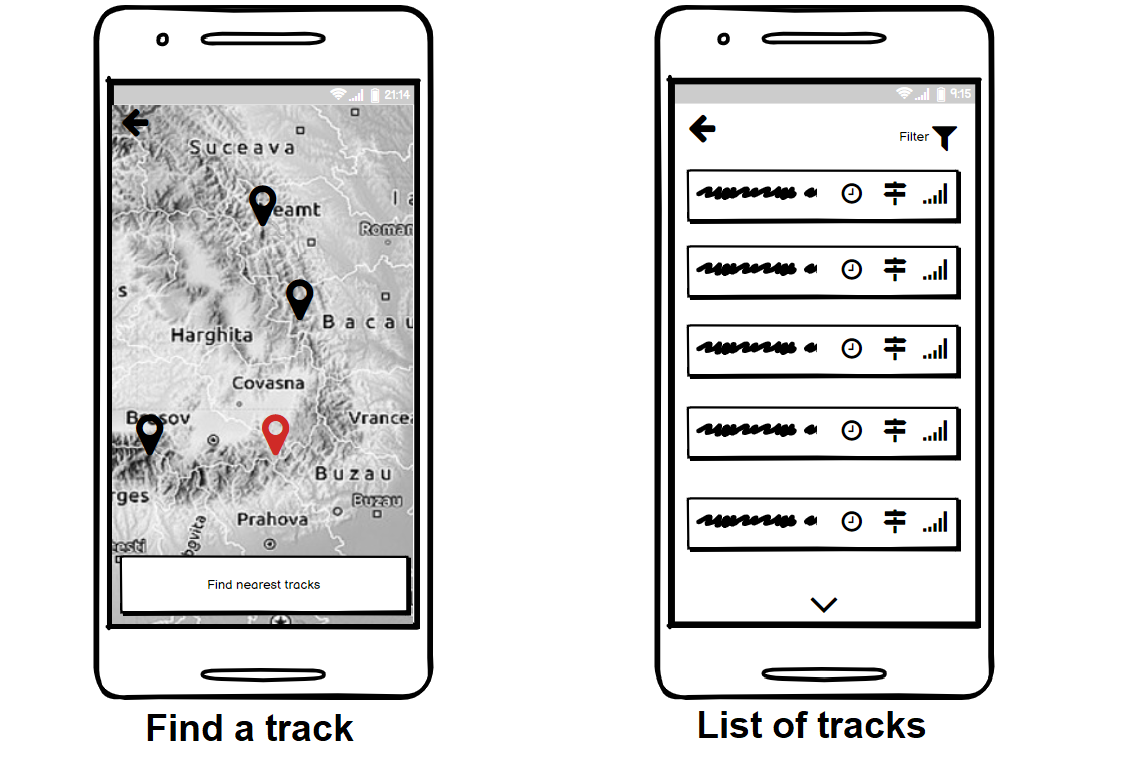 21:14
Suceava
eamt
Roman
s
Harghita
Bacau
Covasna
Brasov
Vrancea
Buzau
rges
Buzau
Prahova
Find nearest tracks
Find a track
9:15
Filter
List of tracks